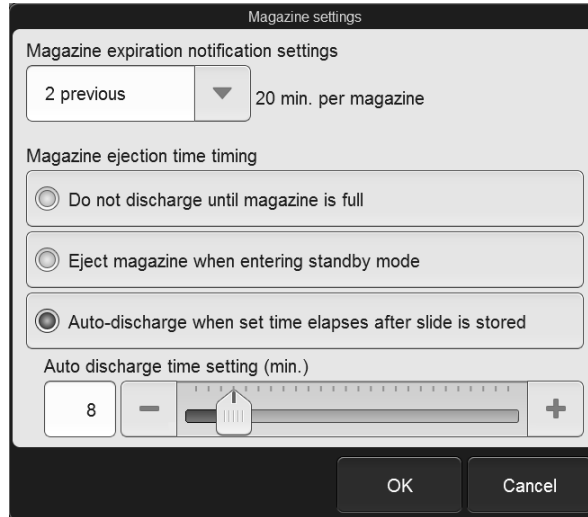 Magazine settings
Magazine expiration notification settings
2 previous
20 min. per magazine
Magazine ejection time timing
Do not discharge until magazine is full
Eject magazine when entering standby mode
Auto-discharge when set time elapses after slide is stored
Auto discharge time setting (min.)
8
OK
Cancel